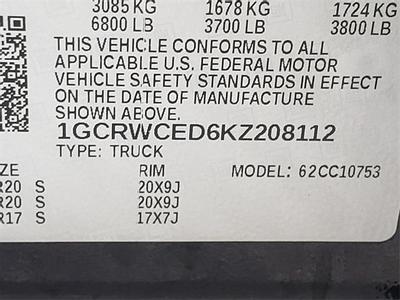 3085 KG 1678 KG 1724 KG
6800 LB 3700 LB 3800 LB
THIS VEHICLE CONFORMS TO ALL
APPLICABLE U.S. FEDERAL MOTOR
VEHICLE SAFETY STANDARDS IN EFFECT
ON THE DATE OF MANUFACTURE
SHOWN ABOVE.
1GCRWCED6KZ208112
TYPE: TRUCK MODEL: 62CC10753
ZE RIM
R20 S 20X9J
R20 S 20X9J
R17 S 17X7J